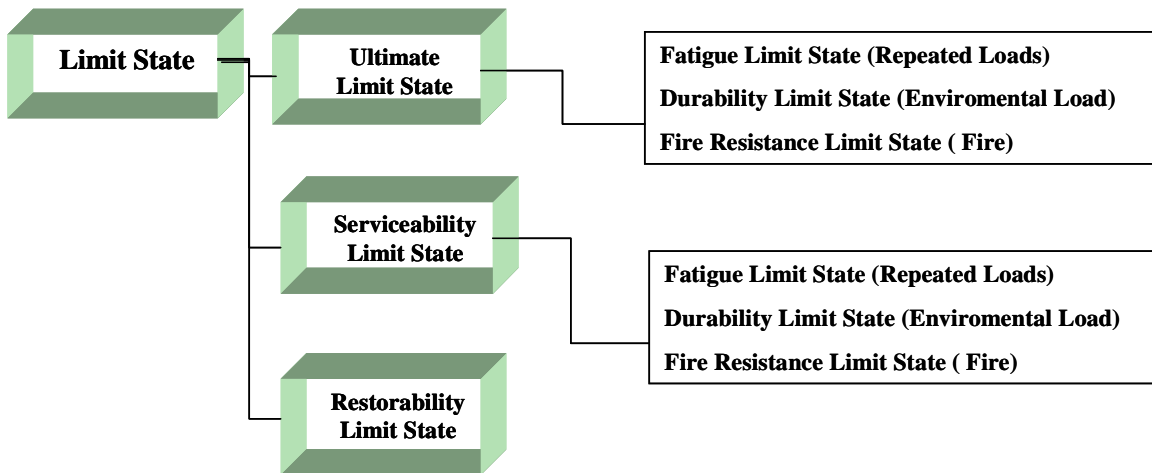 Limit State
Ultimate
Limit State
Fatigue Limit State (Repeated Loads)
Durability Limit State (Enviromental Load)
Fire Resistance Limit State ( Fire)
Serviceability
Limit State
Fatigue Limit State (Repeated Loads)
Durability Limit State (Enviromental Load)
Fire Resistance Limit State ( Fire)
Restorability
Limit State